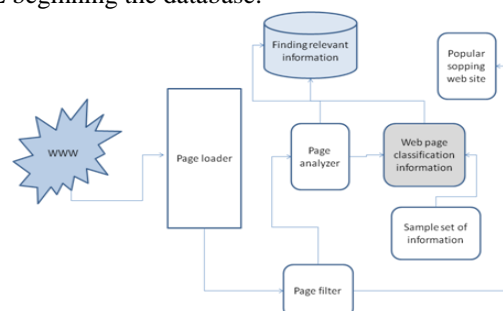 beginning the database.
Finding relevant
information
Popular
sopping
web site
WWW
Page loader
Page
analyzer
Web page
classification
information
Sample set of
information
Page filter